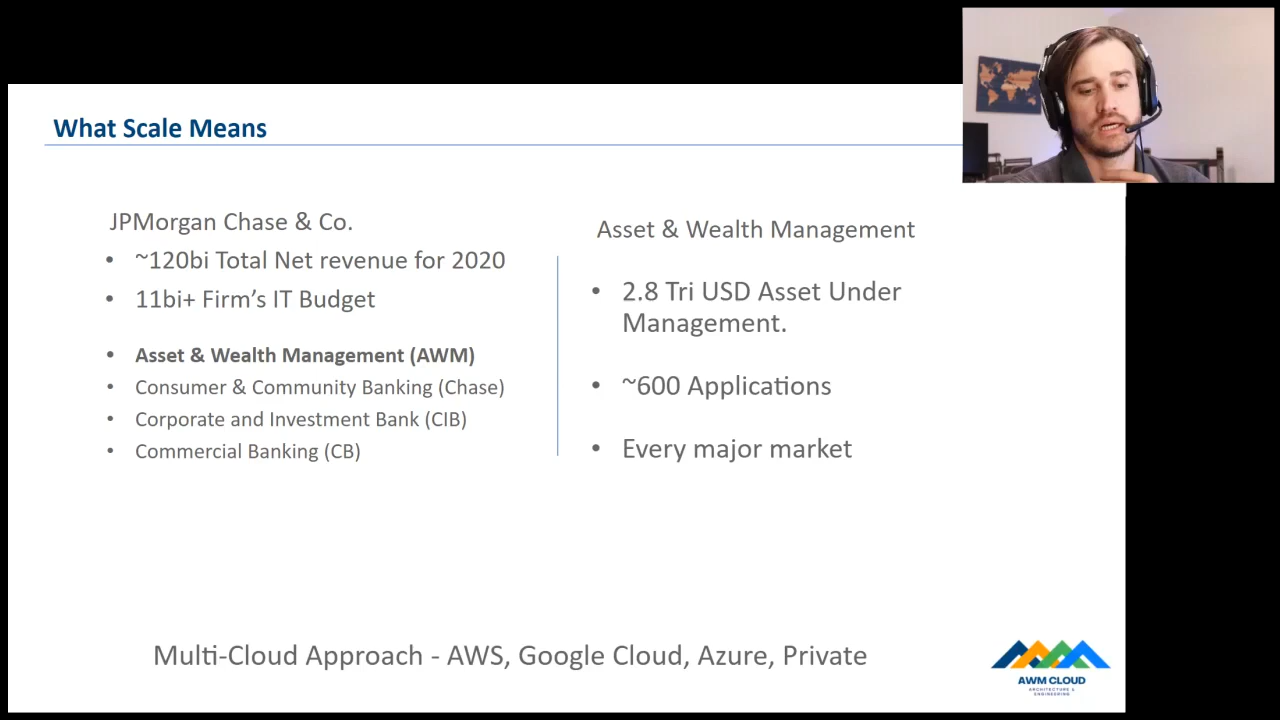 What Scale Means
JPMorgan Chase & Co.
• ~120bi Total Net revenue for 2020
• 11bi+ Firm’s IT Budget
• Asset & Wealth Management (AWM)
• Consumer & Community Banking (Chase)
• Corporate and Investment Bank (CIB)
• Commercial Banking (CB)
Asset & Wealth Management
• 2.8 Tri USD Asset Under
Management.
• ~600 Applications
• Every major market
Multi-Cloud Approach - AWS, Google Cloud, Azure, Private
AWM CLOUD
ARCHITECTURE &
ENGINEERING